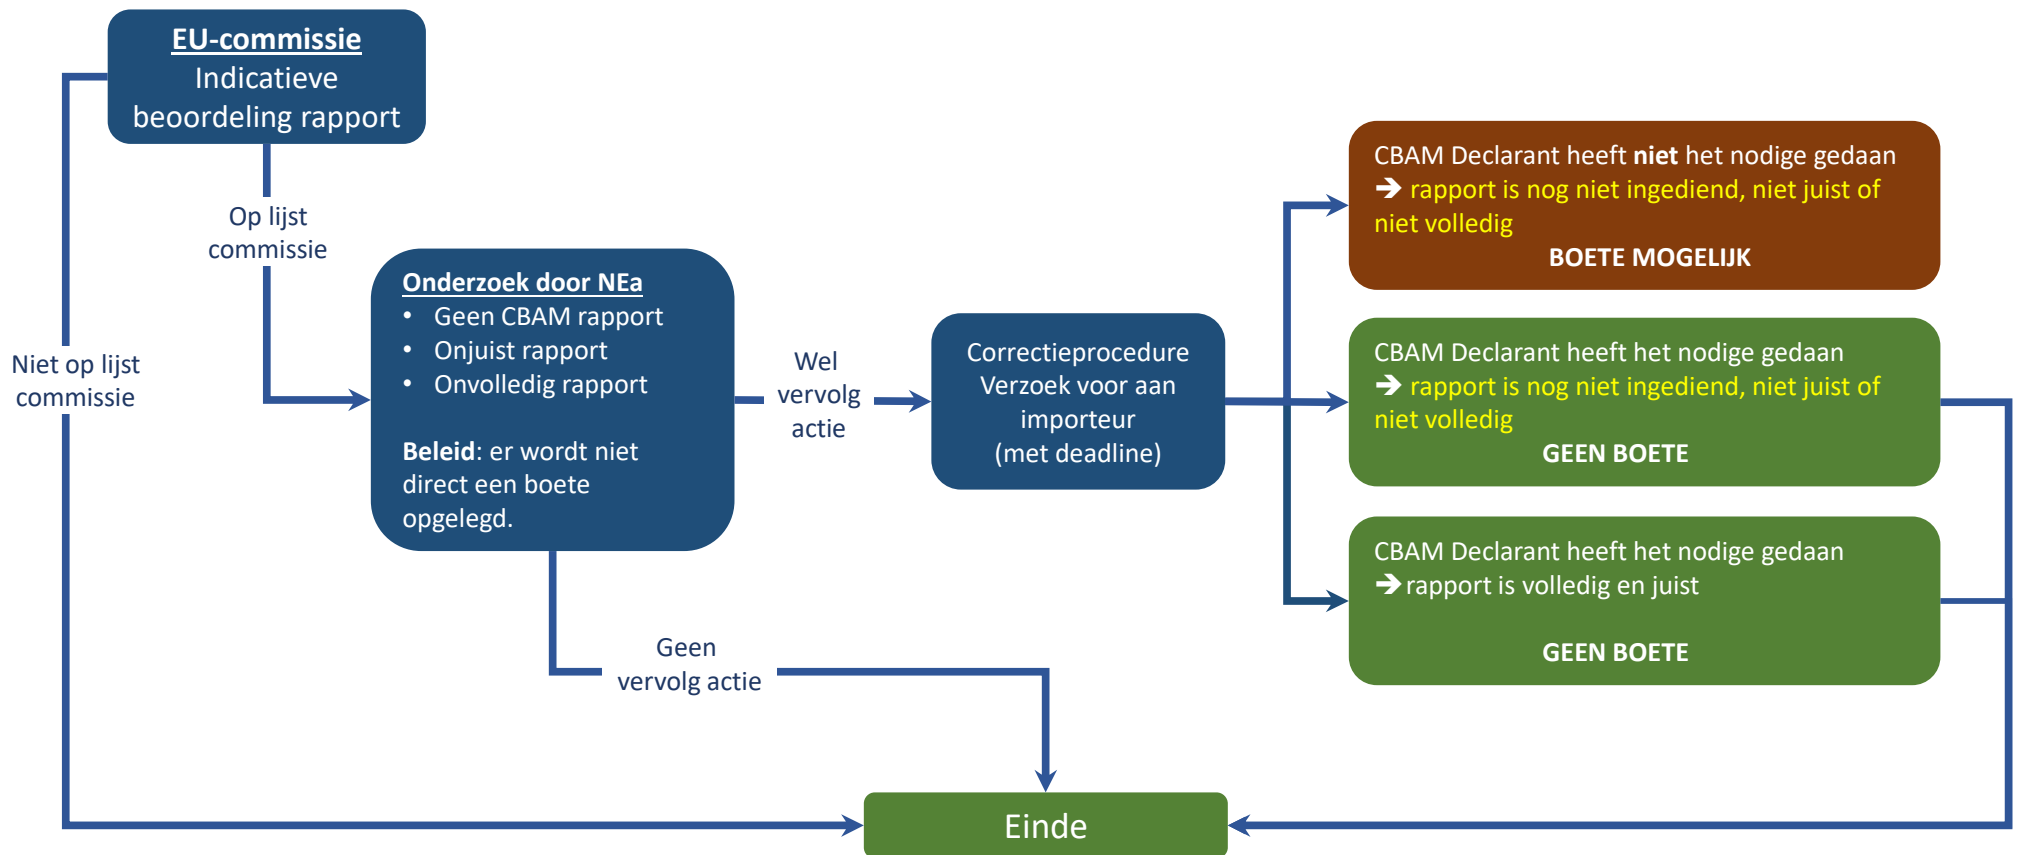 EU-commissie
Indicatieve
beoordeling rapport
Op lijst
commissie
Niet op lijst
commissie
Onderzoek door NEa
• Geen CBAM rapport
• Onjuist rapport
• Onvolledig rapport
Beleid: er wordt niet
direct een boete
opgelegd.
Wel
vervolg
actie
Geen
vervolg actie
Correctieprocedure
Verzoek voor aan
importeur
(met deadline)
CBAM Declarant heeft niet het nodige gedaan
➔ rapport is nog niet ingediend, niet juist of
niet volledig
BOETE MOGELIJK
CBAM Declarant heeft het nodige gedaan
➔ rapport is nog niet ingediend, niet juist of
niet volledig
GEEN BOETE
CBAM Declarant heeft het nodige gedaan
➔ rapport is volledig en juist
GEEN BOETE
Einde